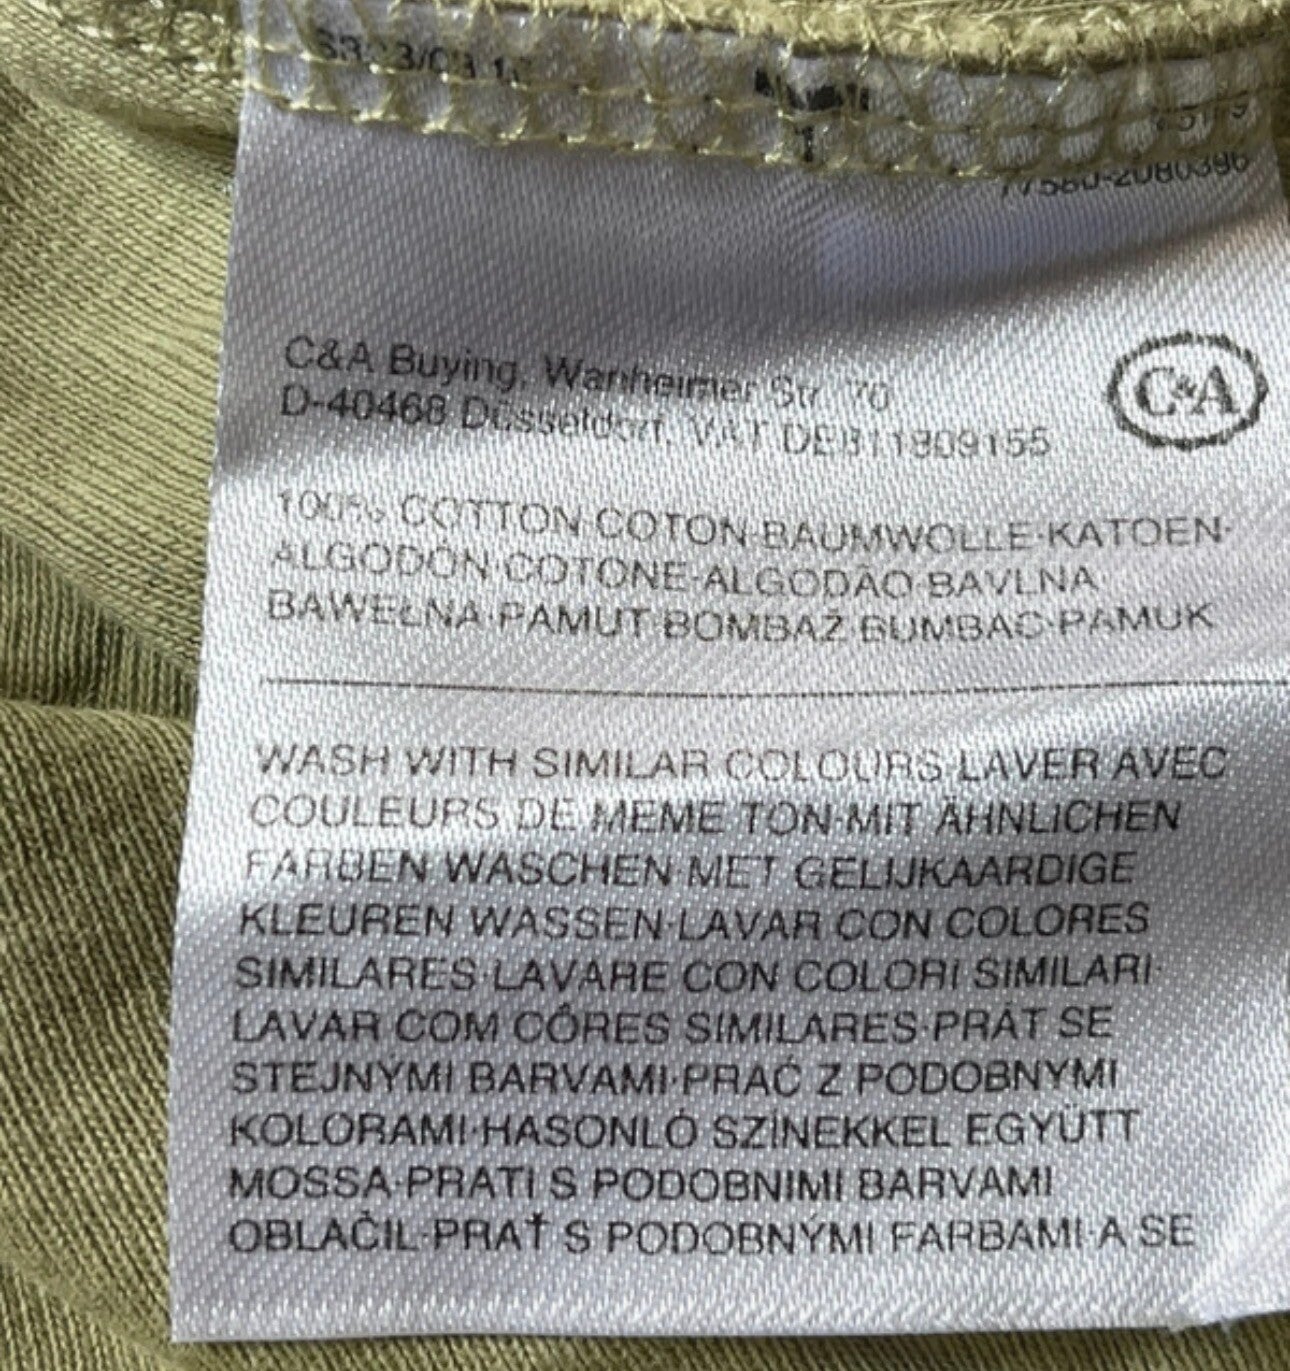 77580-2080396
C&A Buying, Wanheimer Str. 70
D-40468 Düsseldorf, VAT DE811809155
C&A
100% COTTON·COTON·BAUMWOLLE·KATOEN·
ALGODÓN·COTONE·ALGODÃO·BAVLNA
BAWEŁNA·PAMUT·BOMBAŽ·BUMBAC·PAMUK
WASH WITH SIMILAR COLOURS·LAVER AVEC
COULEURS DE MEME TON·MIT ÄHNLICHEN
FARBEN WASCHEN·MET GELIJKAARDIGE
KLEUREN WASSEN·LAVAR CON COLORES
SIMILARES·LAVARE CON COLORI SIMILARI·
LAVAR COM CÔRES SIMILARES·PRÁT SE
STEJNÝMI BARVAMI·PRAĆ Z PODOBNYMI
KOLORAMI·HASONLÓ SZÍNEKKEL EGYÜTT
MOSSA·PRATI S PODOBNIMI BARVAMI
OBLAČIL·PRAŤ S PODOBNÝMI FARBAMI·A SE